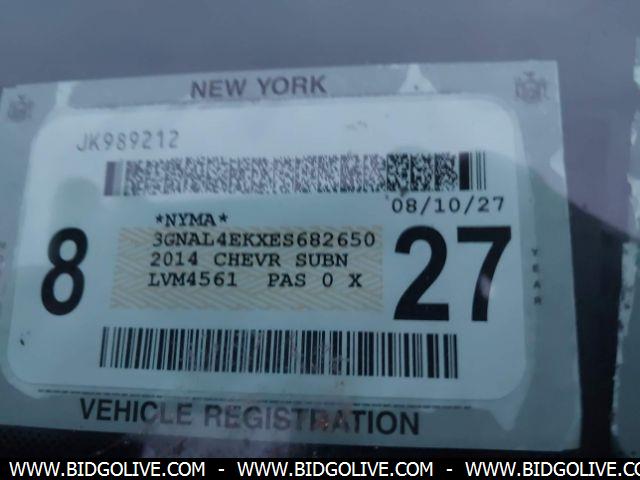 NEW YORK
JK989212
08/10/27
*NYMA*
3GNAL4EKXES682650
2014 CHEVR SUBN
LVM4561 PAS 0 X
8
27
YEAR
VEHICLE REGISTRATION
WWW.BIDGOLIVE.COM - WWW.BIDGOLIVE.COM - WWW.BIDGOLIVE.COM